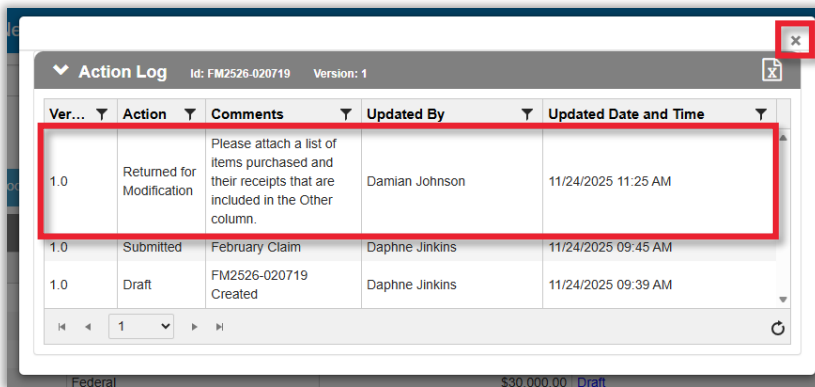 Action Log Id: FM2526-020719 Version: 1
Ver... Action Comments Updated By Updated Date and Time
Please attach a list of
items purchased and
1.0 Returned for their receipts that are Damian Johnson 11/24/2025 11:25 AM
Modification included in the Other
column.
1.0 Submitted February Claim Daphne Jinkins 11/24/2025 09:45 AM
1.0 Draft FM2526-020719 Daphne Jinkins 11/24/2025 09:39 AM
Created
1
Federal $30,000.00 Draft